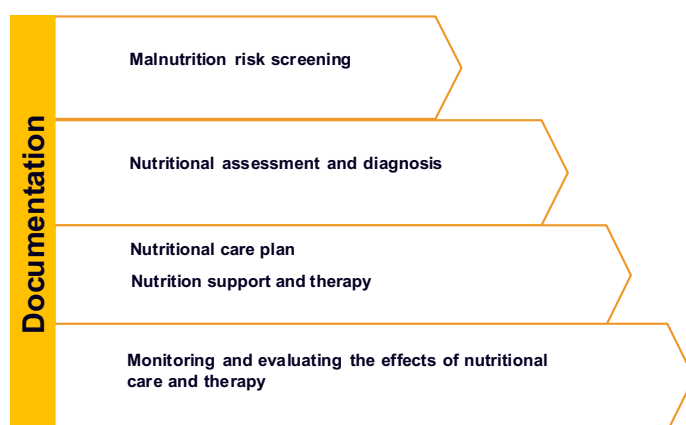 Documentation
Malnutrition risk screening
Nutritional assessment and diagnosis
Nutritional care plan
Nutrition support and therapy
Monitoring and evaluating the effects of nutritional
care and therapy